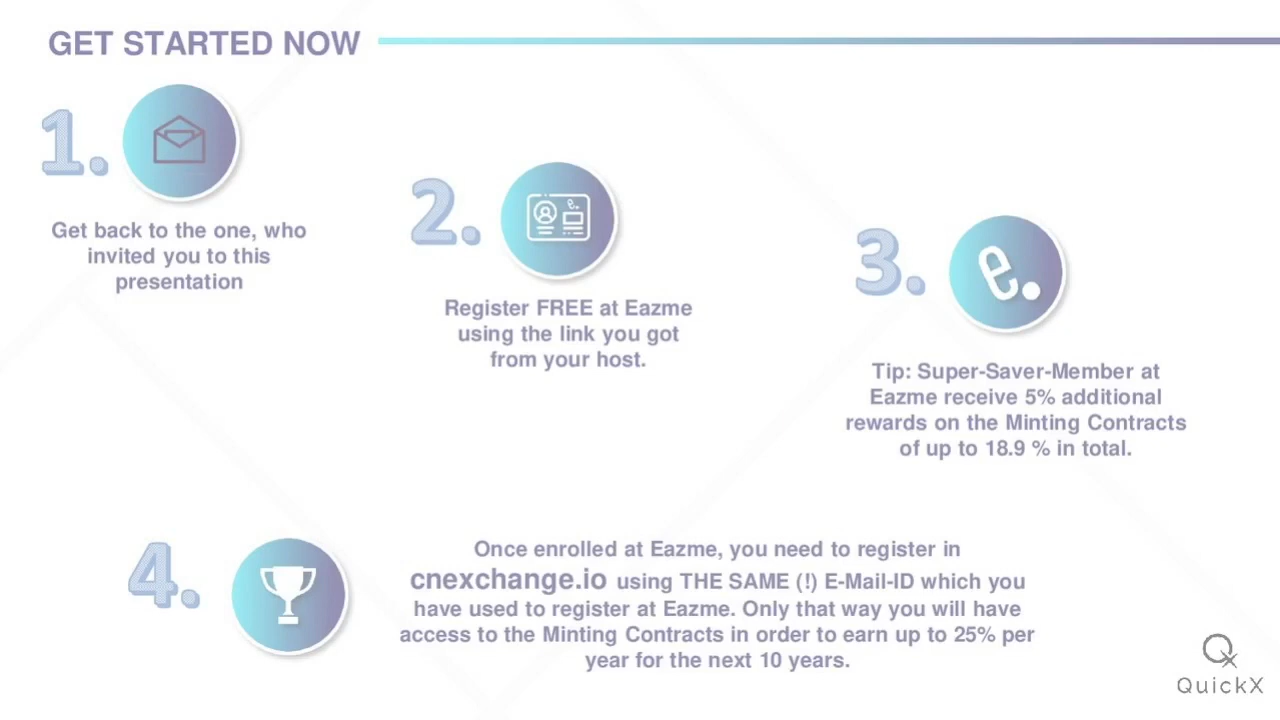 GET STARTED NOW
1.
Get back to the one, who
invited you to this
presentation
2.
e.
Register FREE at Eazme
using the link you got
from your host.
3.
e.
Tip: Super-Saver-Member at
Eazme receive 5% additional
rewards on the Minting Contracts
of up to 18.9 % in total.
4.
Once enrolled at Eazme, you need to register in
cnexchange.io using THE SAME (!) E-Mail-ID which you
have used to register at Eazme. Only that way you will have
access to the Minting Contracts in order to earn up to 25% per
year for the next 10 years.
QuickX